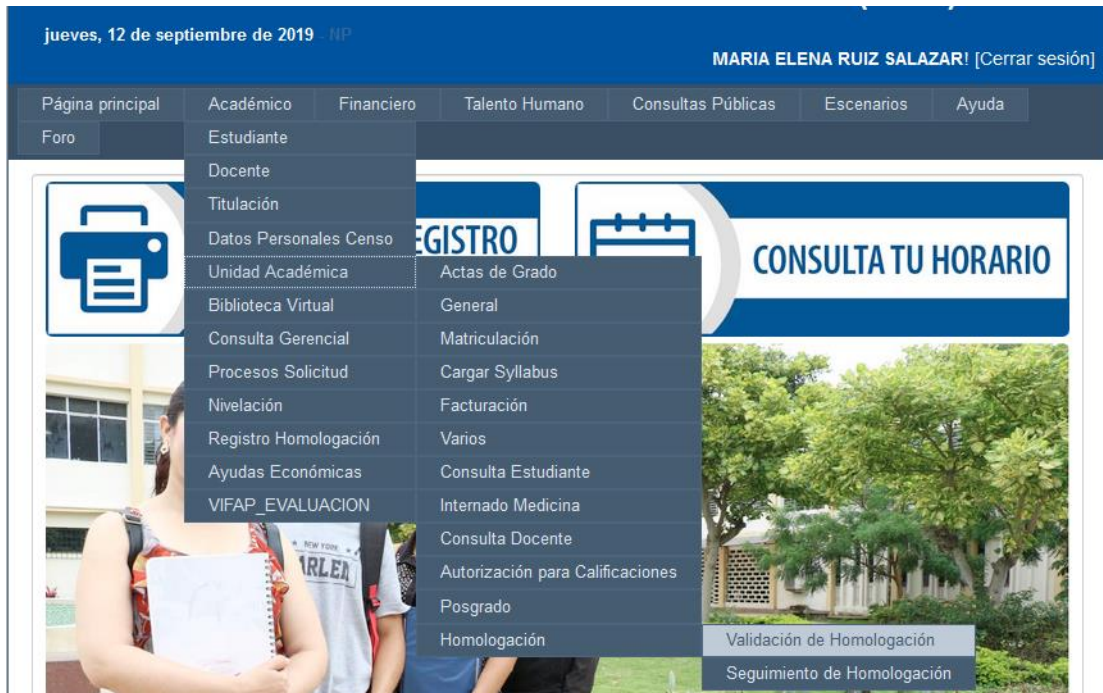 jueves, 12 de septiembre de 2019 - NP
MARIA ELENA RUIZ SALAZAR! [Cerrar sesión]
Página principal Académico Financiero Talento Humano Consultas Públicas Escenarios Ayuda
Foro Estudiante
Docente
Titulación
Datos Personales Censo
Unidad Académica Actas de Grado
Biblioteca Virtual General
Consulta Gerencial Matriculación
Procesos Solicitud Cargar Syllabus
Nivelación Facturación
Registro Homologación Varios
Ayudas Económicas Consulta Estudiante
VIFAP_EVALUACION Internado Medicina
Consulta Docente
Autorización para Calificaciones
Posgrado
Homologación Validación de Homologación
Seguimiento de Homologación
CONSULTA TU HORARIO
NEW YORK